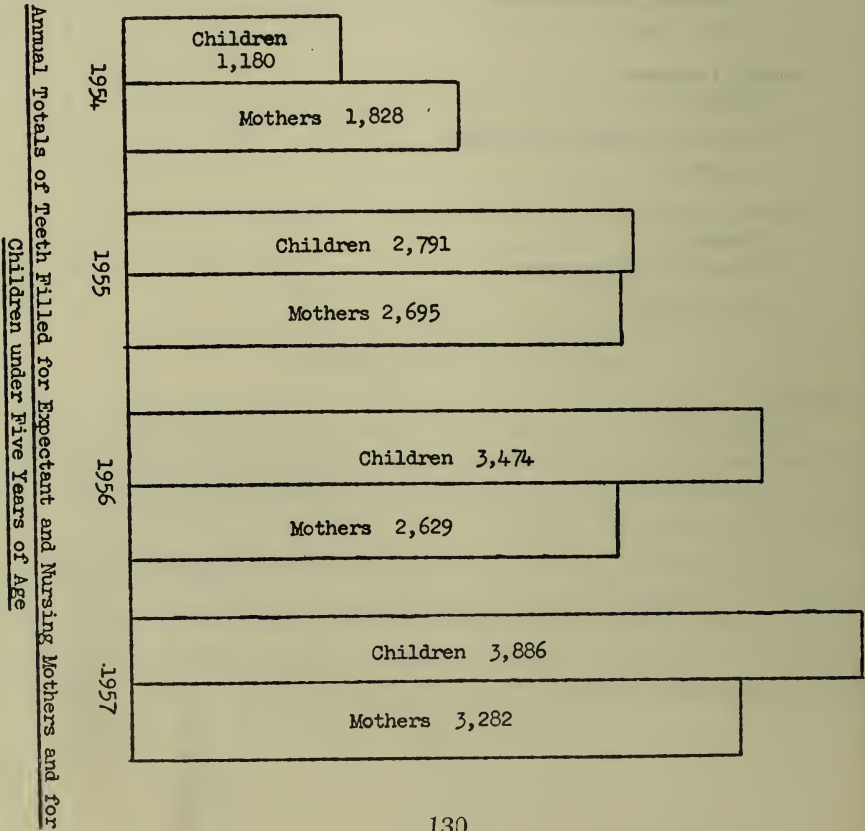 Annual Totals of Teeth Filled for Expectant and Nursing Mothers and for
Children under Five Years of Age
1954
Children
1,180
Mothers 1,828
1955
Children 2,791
Mothers 2,695
1956
Children 3,474
Mothers 2,629
1957
Children 3,886
Mothers 3,282
130